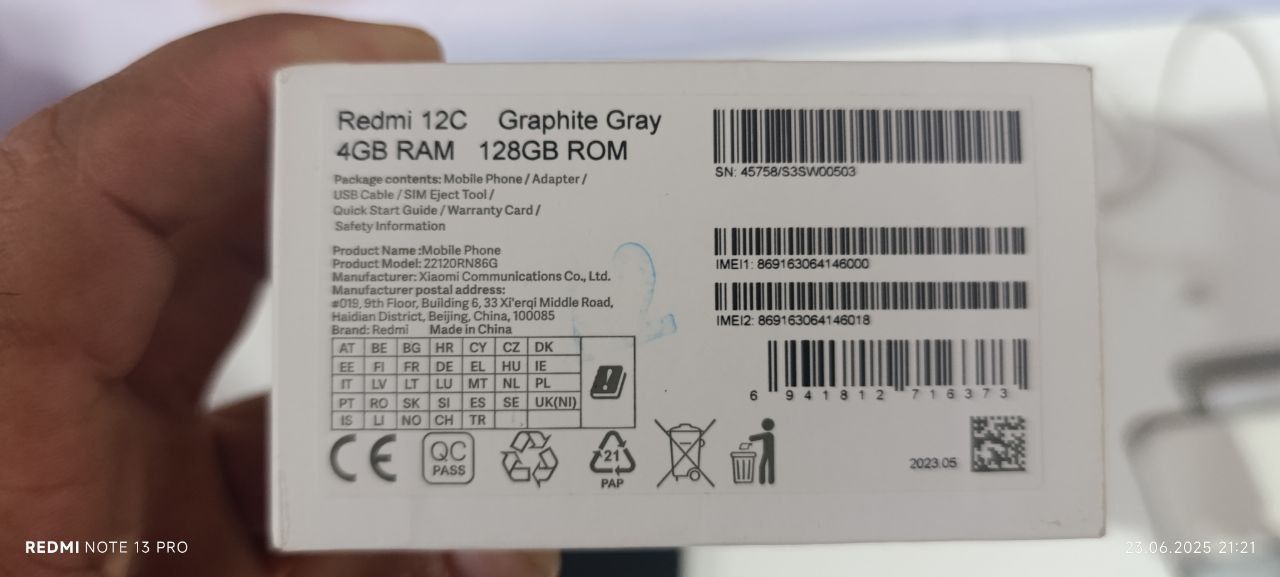 Redmi 12C Graphite Gray
4GB RAM 128GB ROM
Package contents: Mobile Phone / Adapter /
USB Cable / SIM Eject Tool /
Quick Start Guide / Warranty Card /
Safety Information
Product Name :Mobile Phone
Product Model: 22120RN86G
Manufacturer: Xiaomi Communications Co., Ltd.
Manufacturer postal address:
#019, 9th Floor, Building 6, 33 Xi'erqi Middle Road,
Haidian District, Beijing, China, 100085
Brand: Redmi Made in China
AT BE BG HR CY CZ DK
EE FI FR DE EL HU IE
IT LV LT LU MT NL PL
PT RO SK SI ES SE UK(NI)
IS LI NO CH TR
CE
QC
PASS
21
PAP
SN: 45758/S3SW00503
IMEI1: 869163064146000
IMEI2: 869163064146018
6 941812 716373
2023.05
REDMI NOTE 13 PRO
23.06.2025 21:21